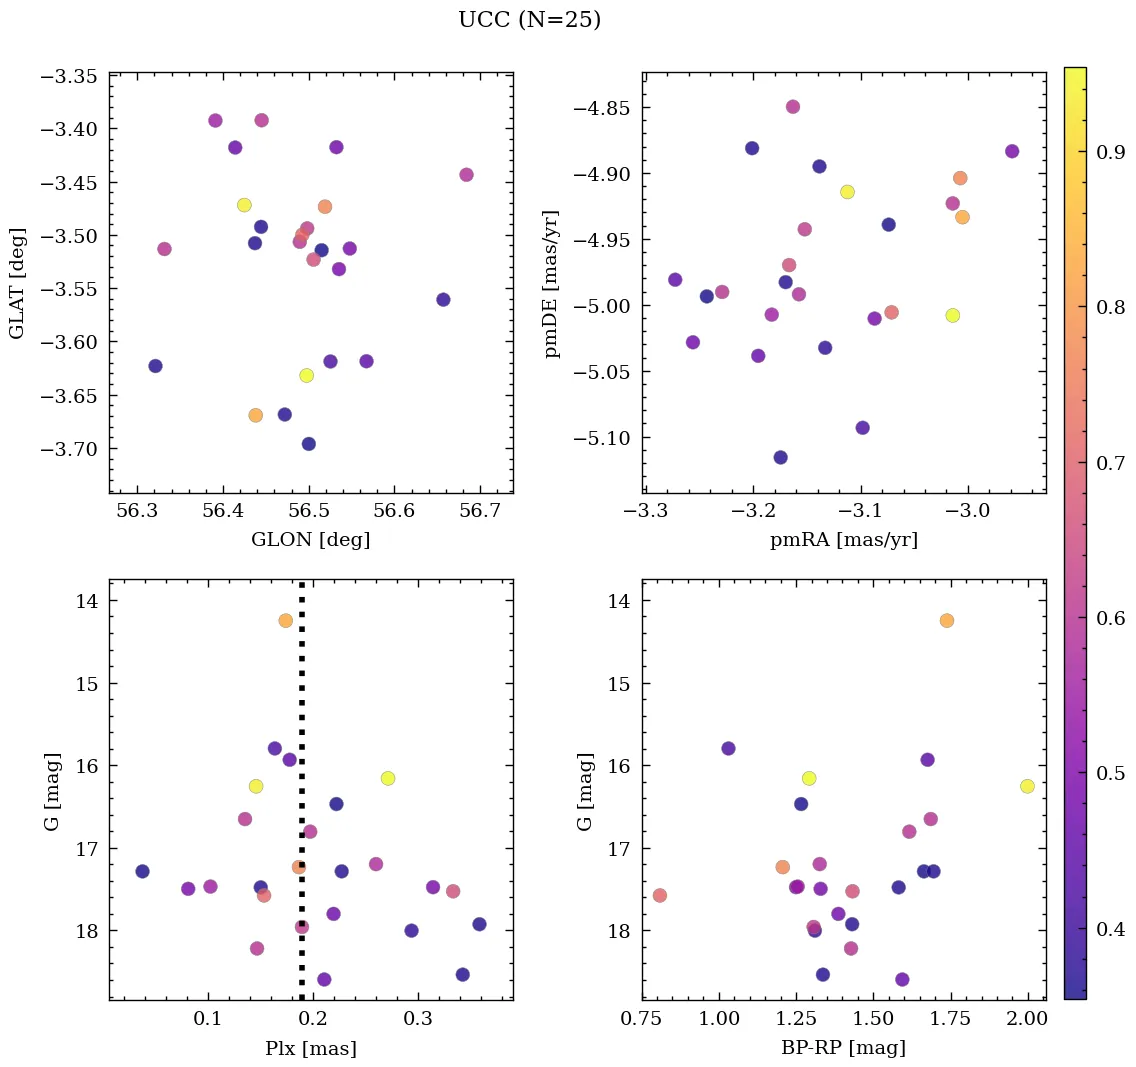 UCC (N=25)
−3.35
−3.40
−3.45
−3.50
−3.55
−3.60
−3.65
−3.70
GLAT [deg]
56.3 56.4 56.5 56.6 56.7
GLON [deg]
−4.85
−4.90
−4.95
−5.00
−5.05
−5.10
pmDE [mas/yr]
−3.3 −3.2 −3.1 −3.0
pmRA [mas/yr]
0.9
0.8
0.7
0.6
0.5
0.4
14
15
16
17
18
G [mag]
0.1 0.2 0.3
Plx [mas]
14
15
16
17
18
G [mag]
0.75 1.00 1.25 1.50 1.75 2.00
BP-RP [mag]